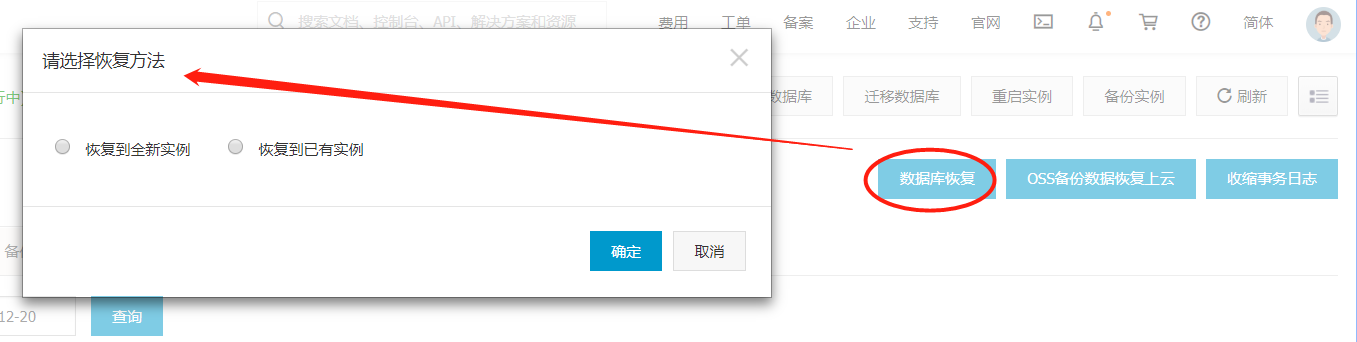 搜索文档、控制台、API、解决方案和资源
费用 工单 备案 企业 支持 官网 简体
请选择恢复方法
行中 数据库 迁移数据库 重启实例 备份实例 刷新
恢复到全新实例 恢复到已有实例
数据库恢复 OSS备份数据恢复上云 收缩事务日志
确定 取消
备份
12-20 查询